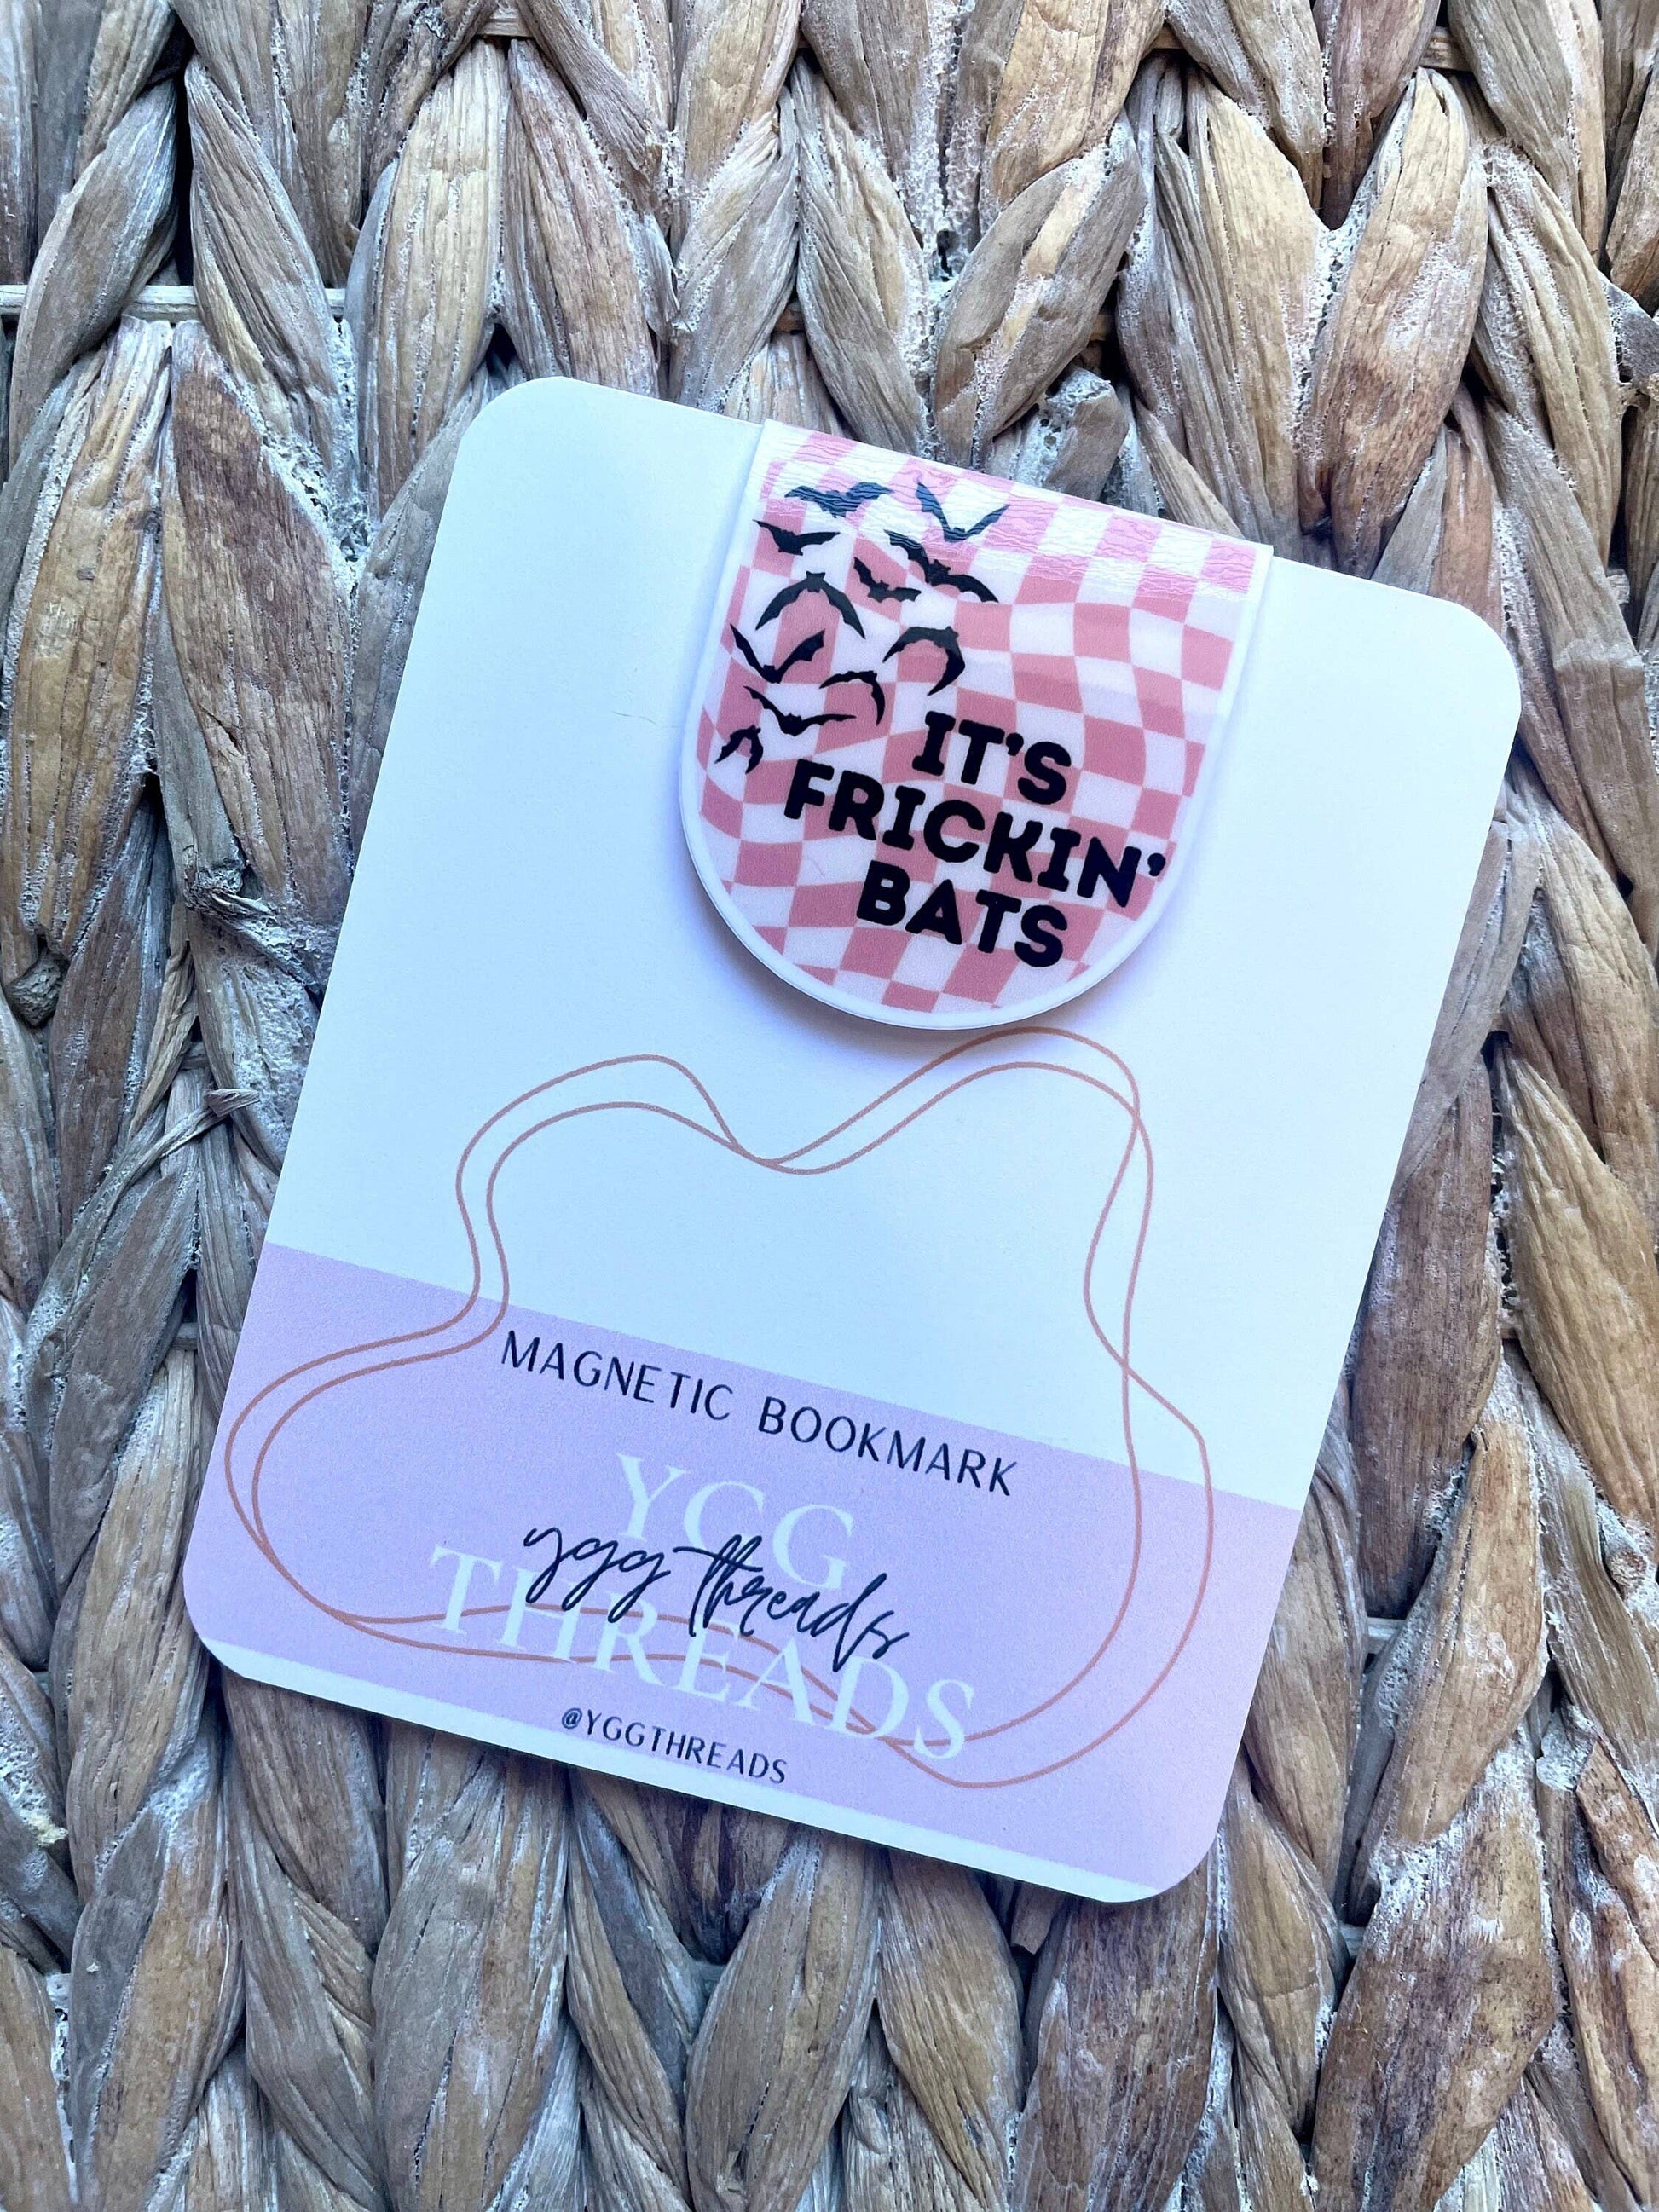 IT'S
FRICKIN'
BATS
MAGNETIC BOOKMARK
YGG
ygg threads
THREADS
@YGGTHREADS